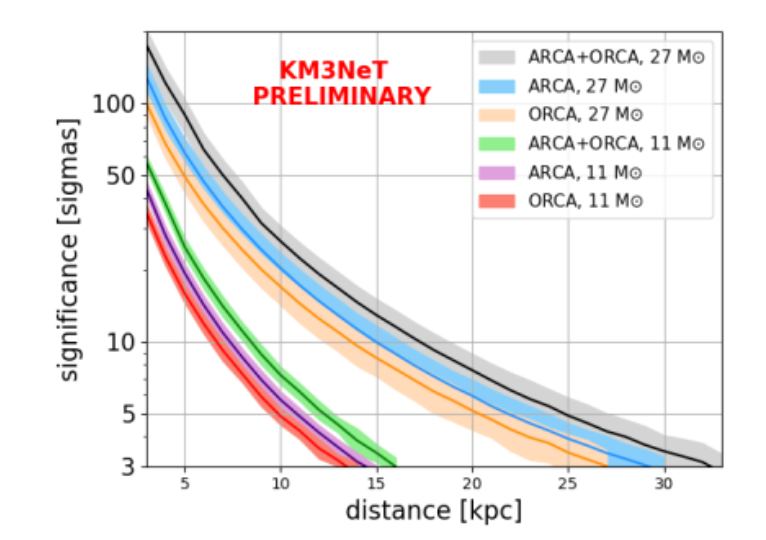 KM3NeT
PRELIMINARY
ARCA+ORCA, 27 M⊙
ARCA, 27 M⊙
ORCA, 27 M⊙
ARCA+ORCA, 11 M⊙
ARCA, 11 M⊙
ORCA, 11 M⊙
significance [sigmas]
100
50
10
5
3
5
10
15
20
25
30
distance [kpc]